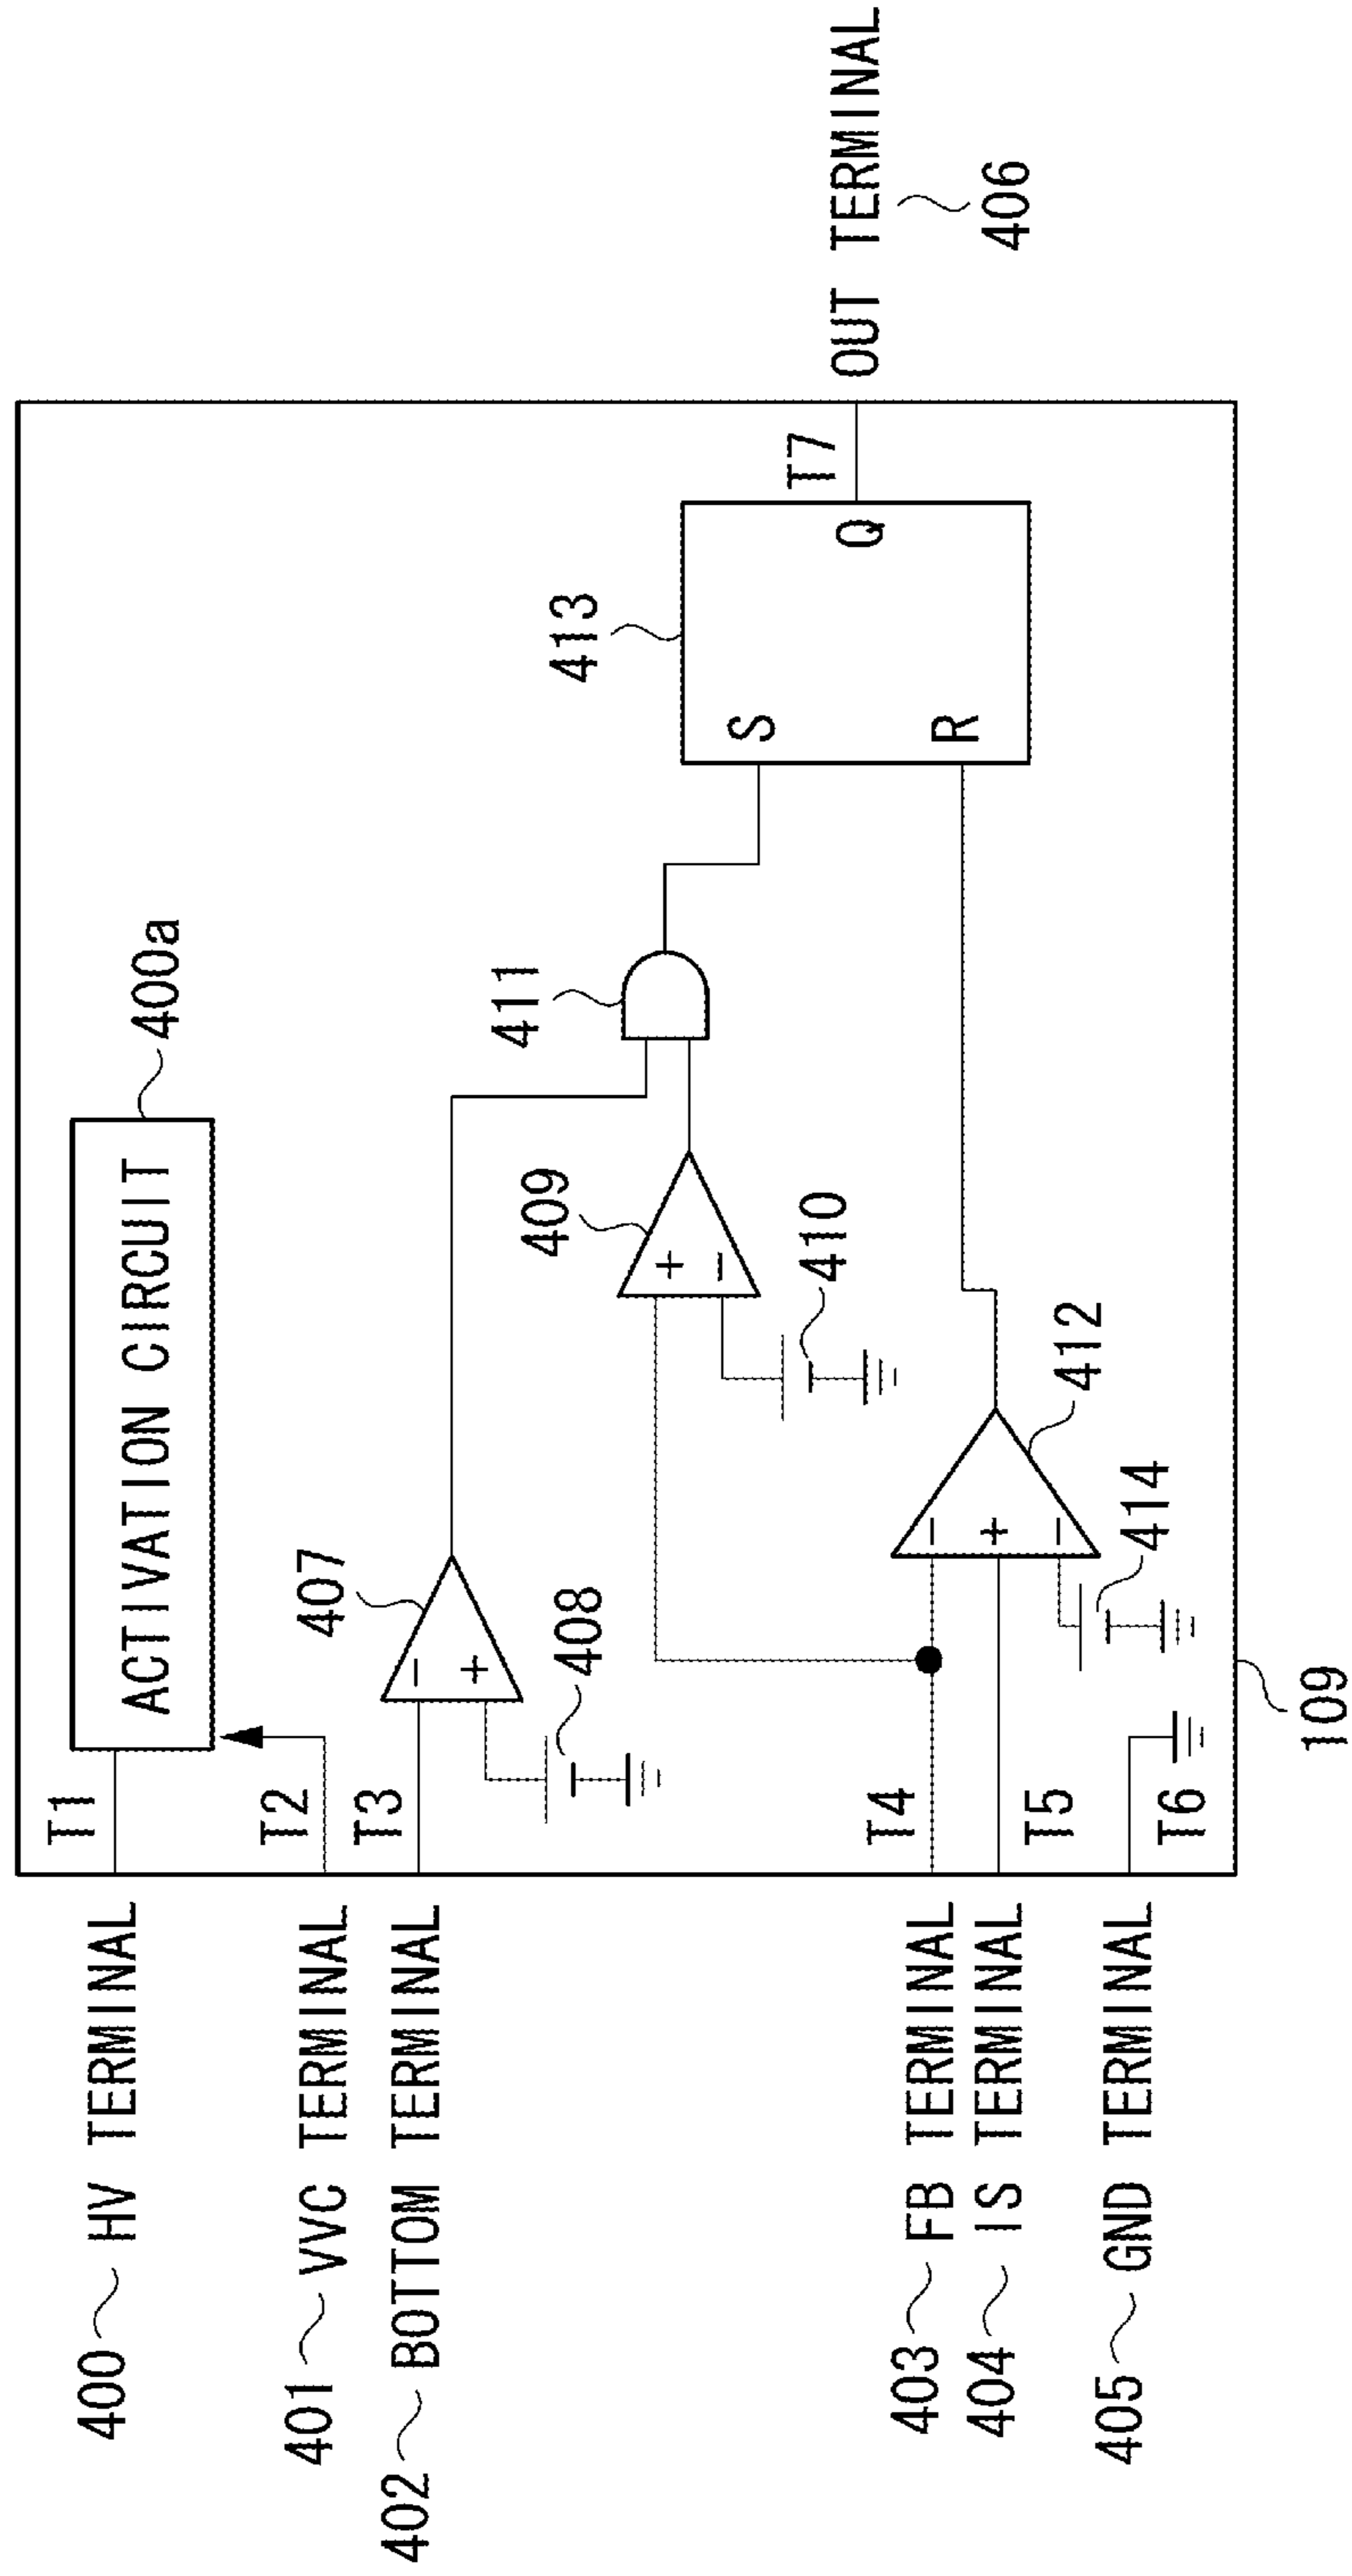 400 HV TERMINAL
T1
ACTIVATION CIRCUIT
400a
401 VVC TERMINAL
T2
402 BOTTOM TERMINAL
T3
- +
407
408
+ -
409
410
411
413
S
R
Q
T7
OUT TERMINAL
406
403 FB TERMINAL
T4
404 IS TERMINAL
T5
- + -
412
414
405 GND TERMINAL
T6
109